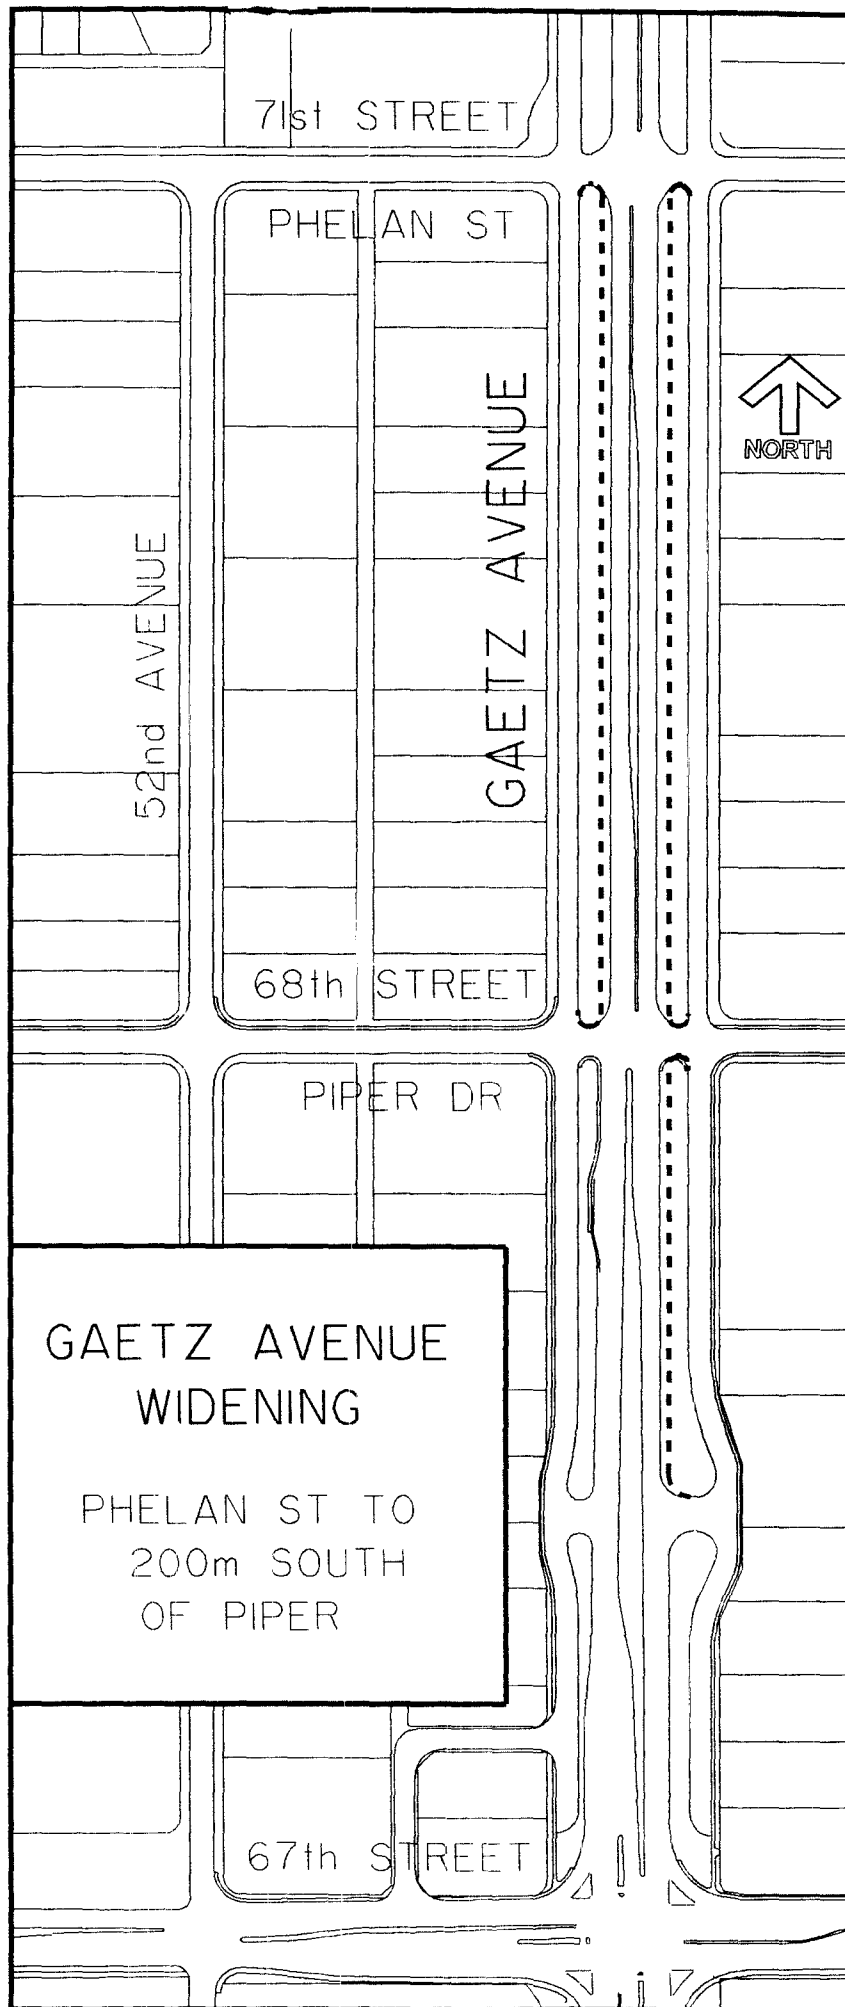 71st STREET
PHELAN ST
GAETZ AVENUE
NORTH
52nd AVENUE
68th STREET
PIPER DR
GAETZ AVENUE
WIDENING
PHELAN ST TO
200m SOUTH
OF PIPER
67th STREET